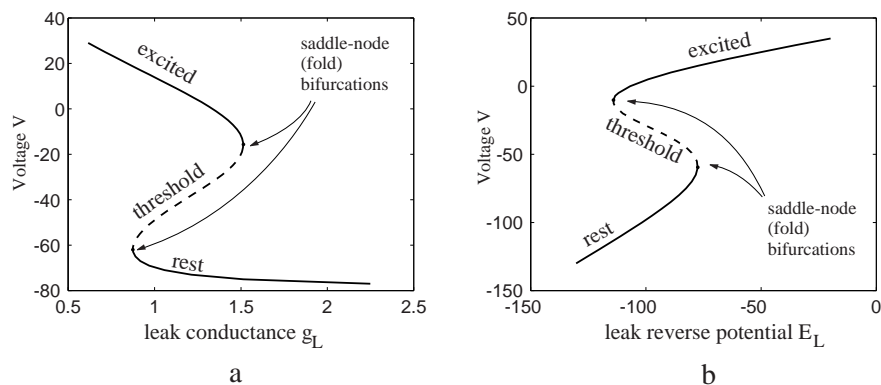 40
20
0
-20
-40
-60
-80
Voltage V
excited
threshold
rest
saddle-node
(fold)
bifurcations
0.5
1
1.5
2
2.5
leak conductance g_L
a
50
0
-50
-100
-150
Voltage V
excited
threshold
rest
saddle-node
(fold)
bifurcations
-150
-100
-50
0
leak reverse potential E_L
b